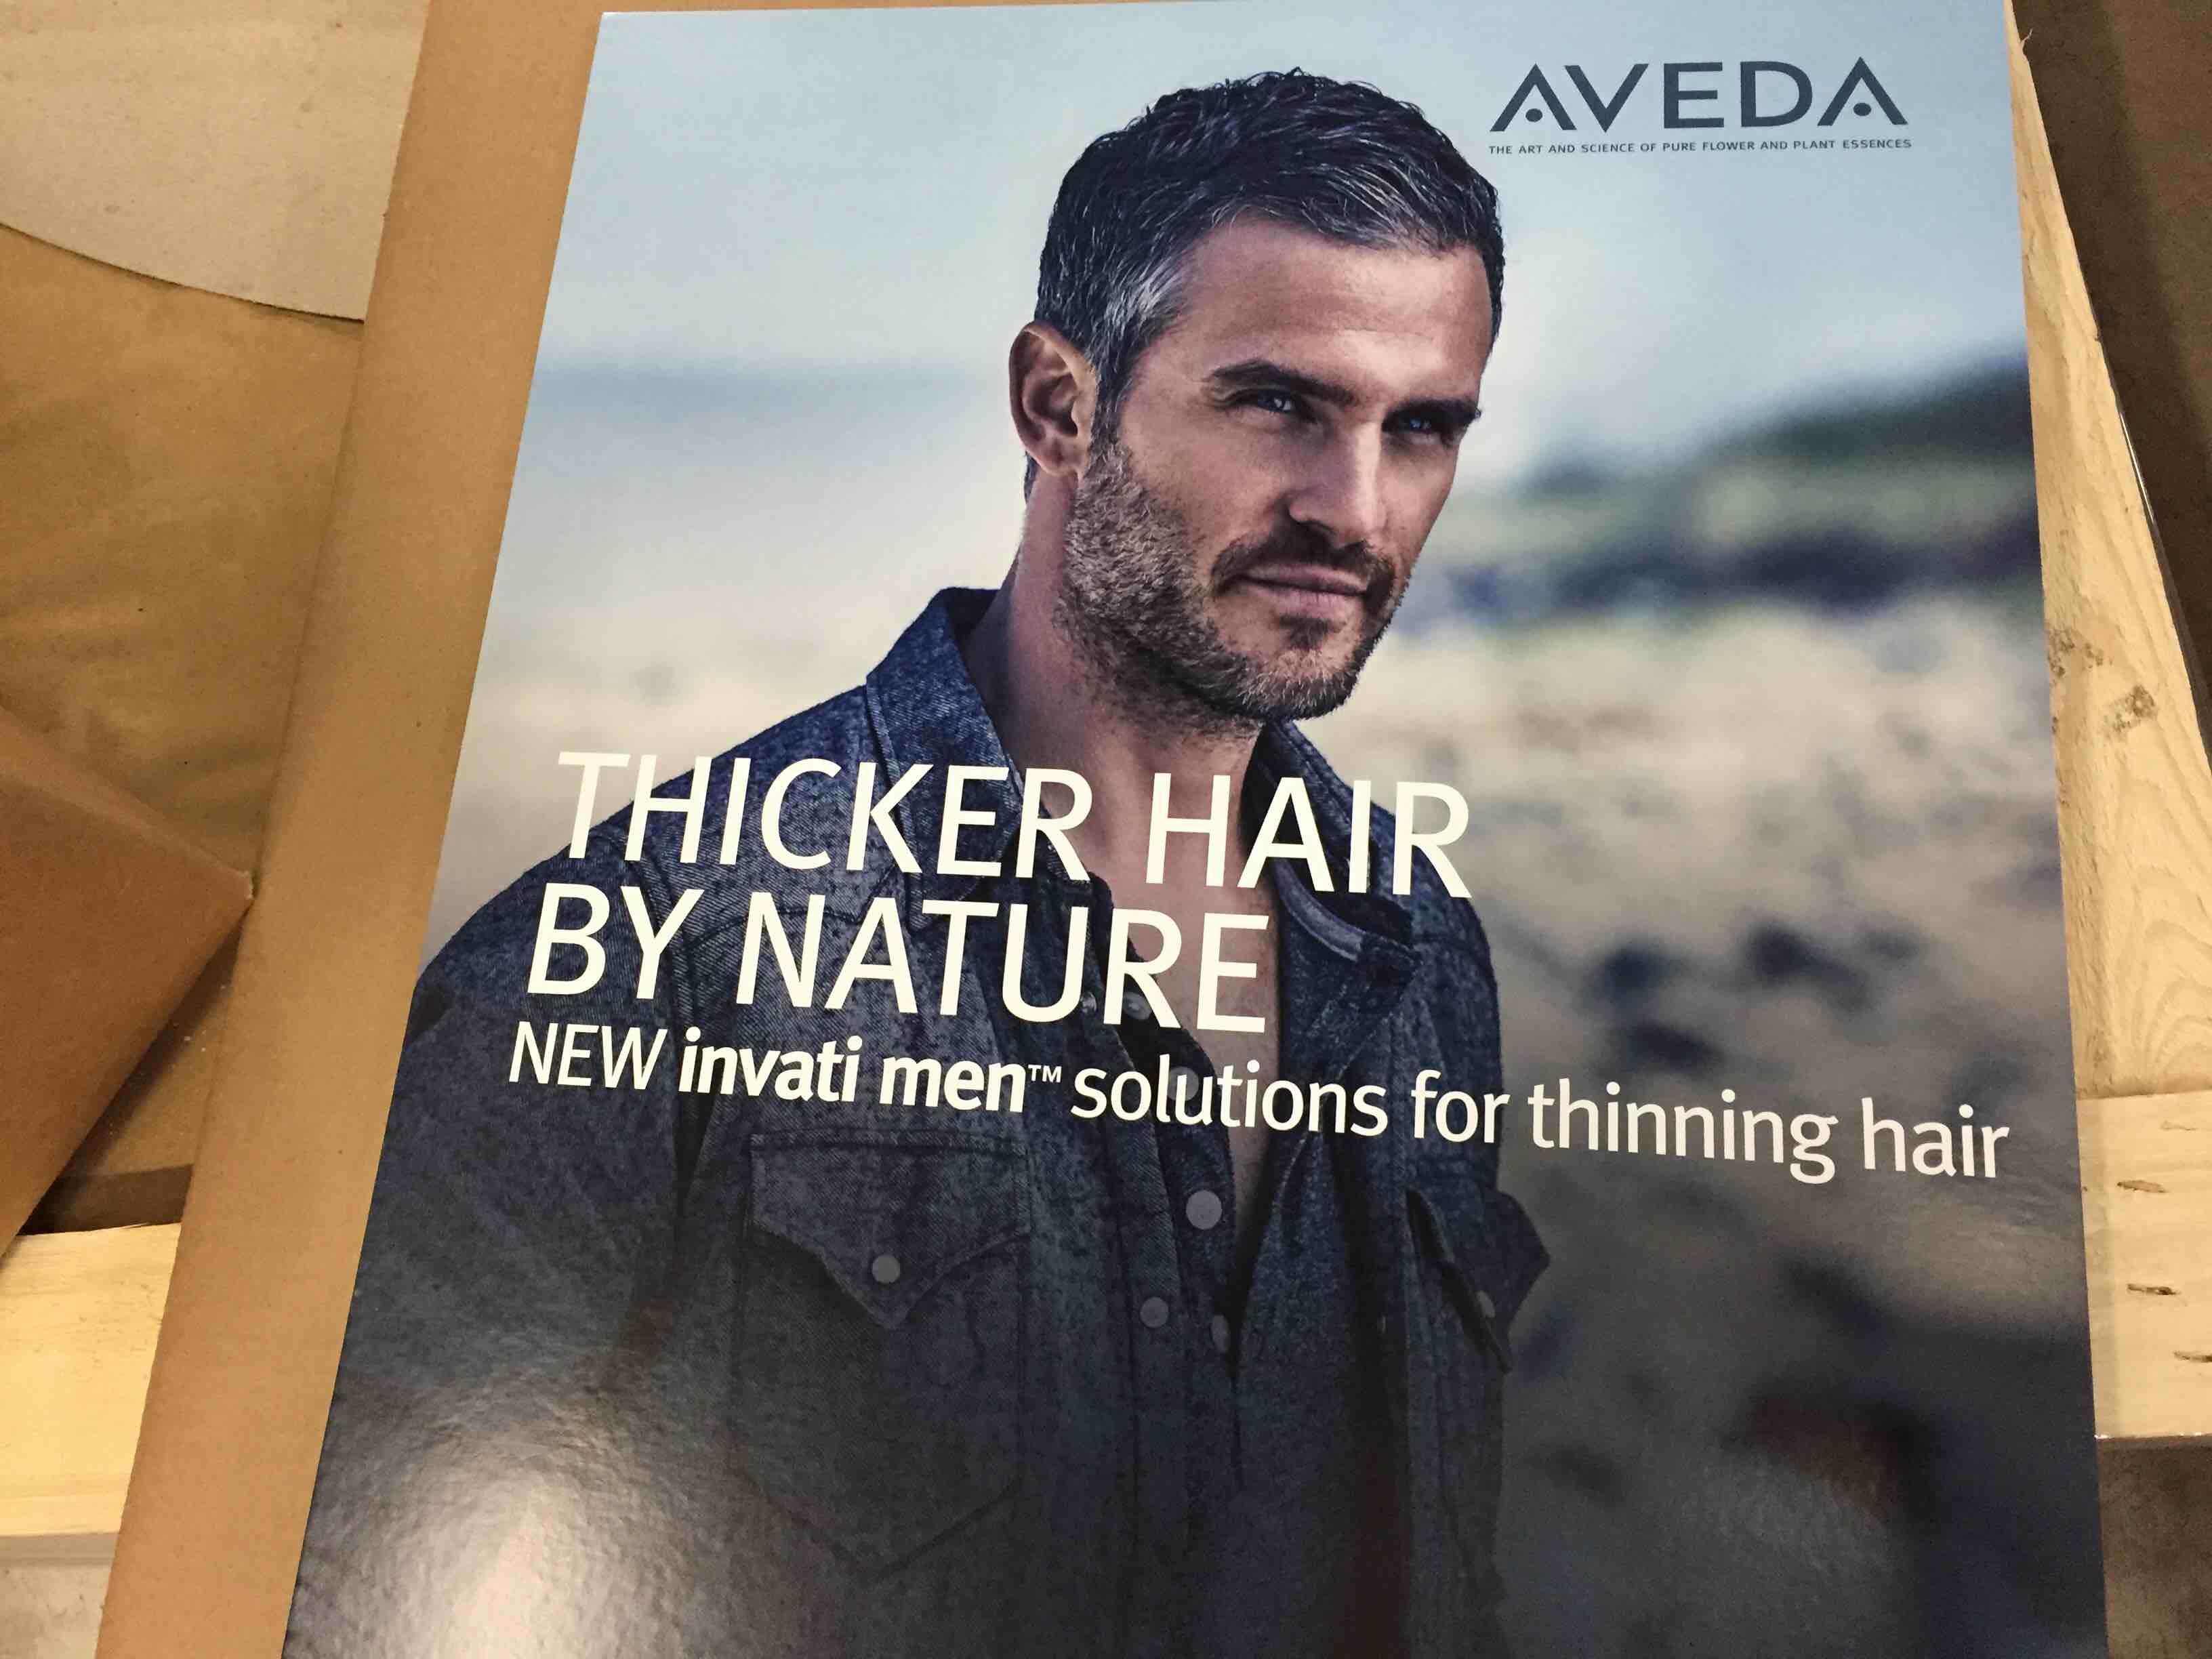 AVEDA
THE ART AND SCIENCE OF PURE FLOWER AND PLANT ESSENCES
THICKER HAIR
BY NATURE
NEW invati men™ solutions for thinning hair